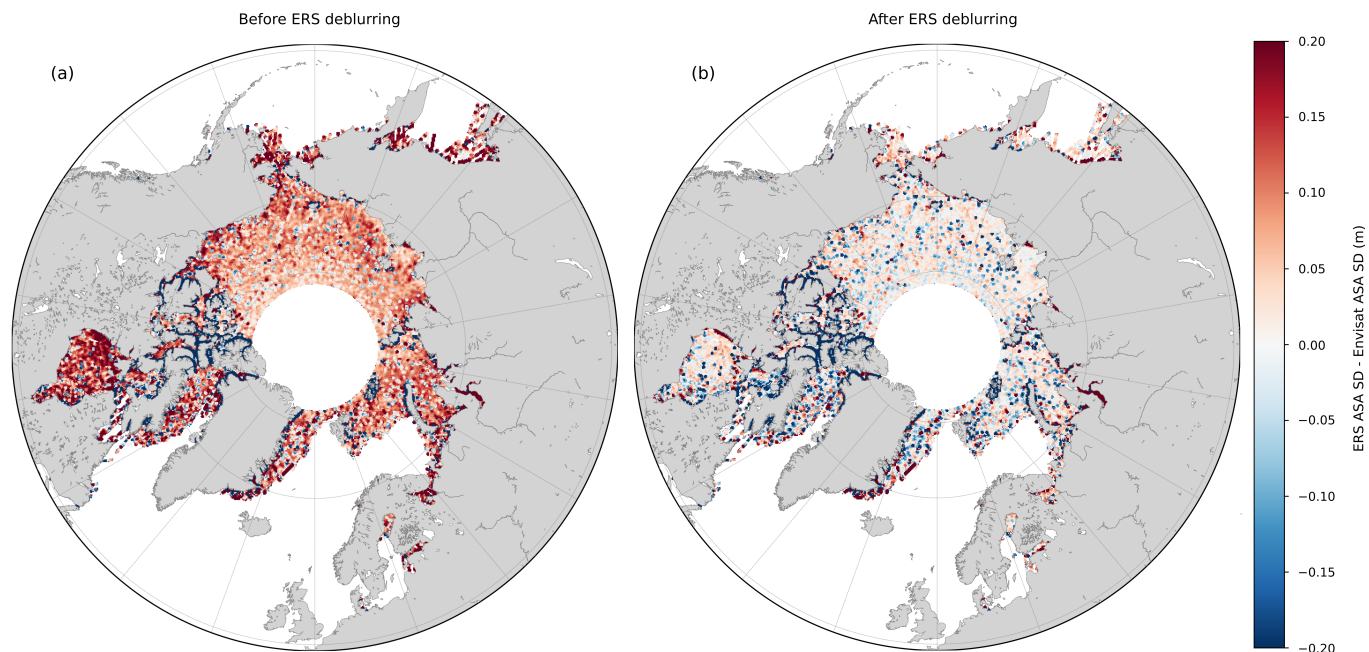 Before ERS deblurring
After ERS deblurring
(a)
(b)
0.20
0.15
0.10
0.05
0.00
−0.05
−0.10
−0.15
−0.20
ERS ASA SD - Envisat ASA SD (m)